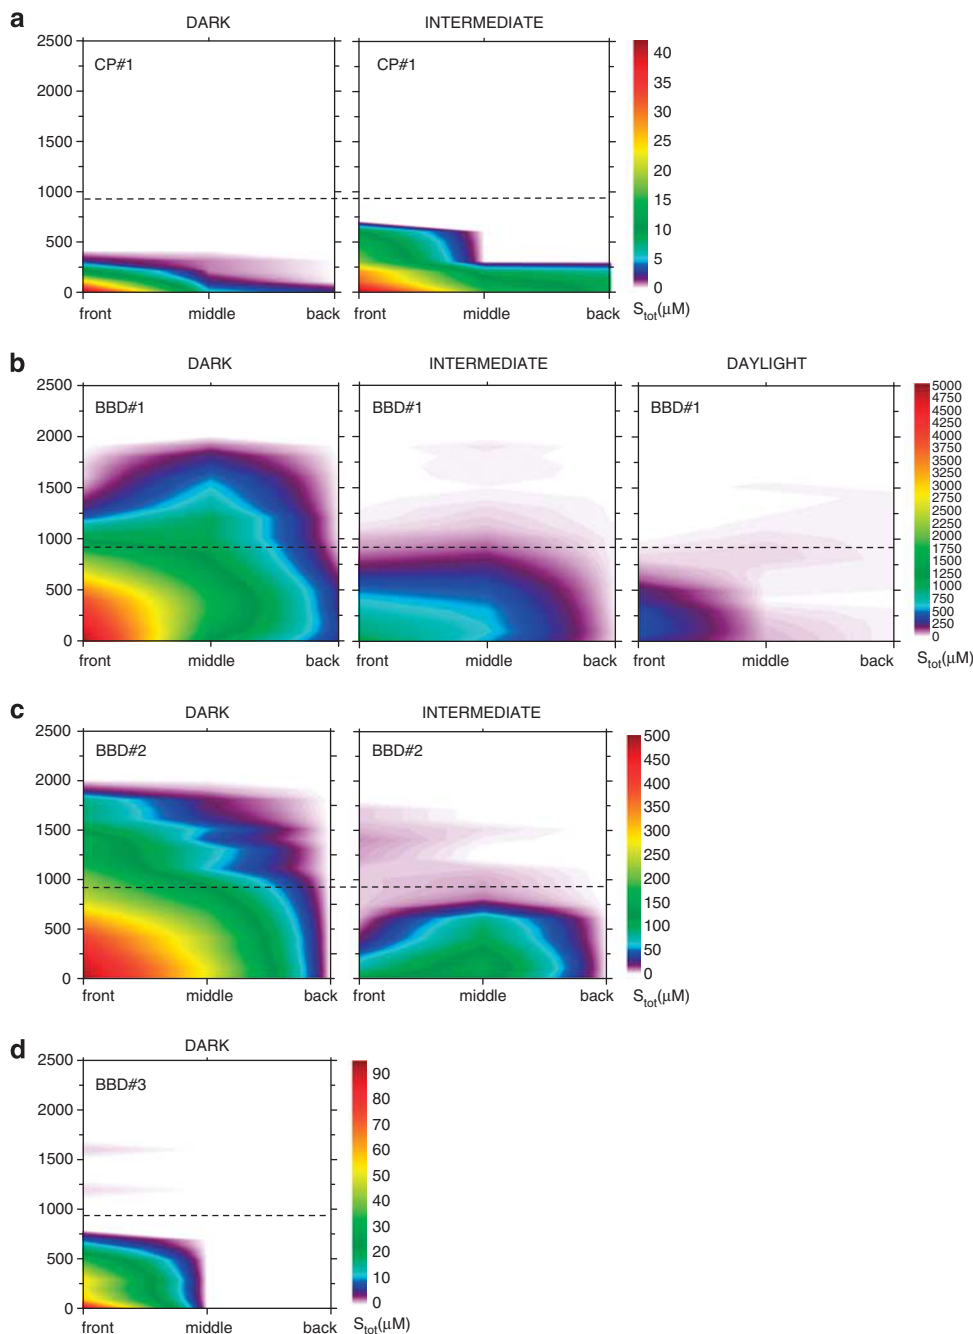 a
DARK
INTERMEDIATE
2500
2000
1500
1000
500
0
CP#1
CP#1
40
35
30
25
20
15
10
5
0
front middle back
front middle back
Stot(μM)
b
DARK
INTERMEDIATE
DAYLIGHT
2500
2000
1500
1000
500
0
BBD#1
BBD#1
BBD#1
5000
4750
4500
4250
4000
3750
3500
3250
3000
2750
2500
2250
2000
1750
1500
1250
1000
750
500
250
0
front middle back
front middle back
front middle back
Stot(μM)
c
DARK
INTERMEDIATE
2500
2000
1500
1000
500
0
BBD#2
BBD#2
500
450
400
350
300
250
200
150
100
50
0
front middle back
front middle back
Stot(μM)
d
DARK
2500
2000
1500
1000
500
0
BBD#3
90
80
70
60
50
40
30
20
10
0
front middle back
Stot(μM)